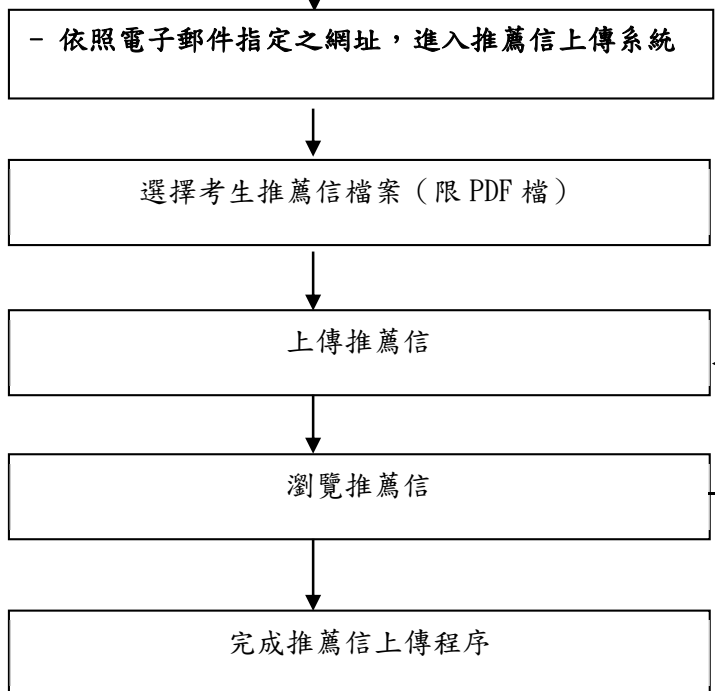 - 依照電子郵件指定之網址，進入推薦信上傳系統
選擇考生推薦信檔案（限 PDF 檔）
上傳推薦信
瀏覽推薦信
完成推薦信上傳程序